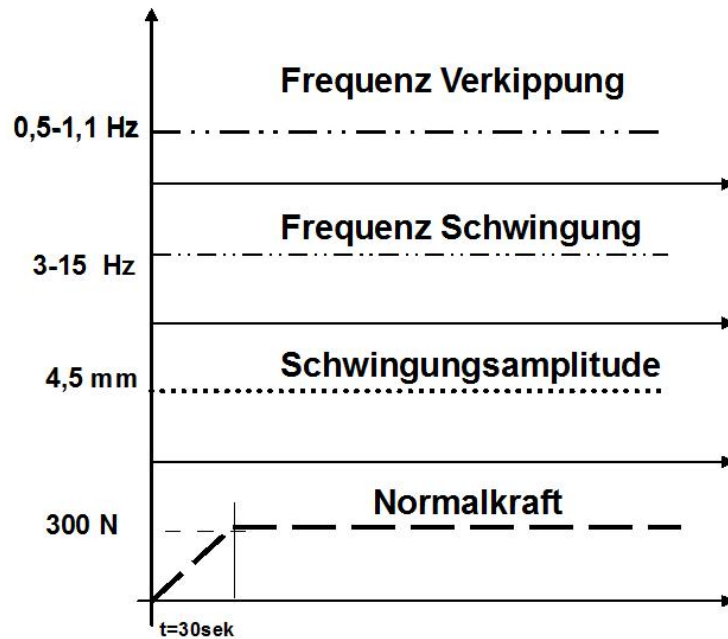 Frequenz Verkippung
0,5-1,1 Hz
Frequenz Schwingung
3-15 Hz
Schwingungsamplitude
4,5 mm
Normalkraft
300 N
t=30sek